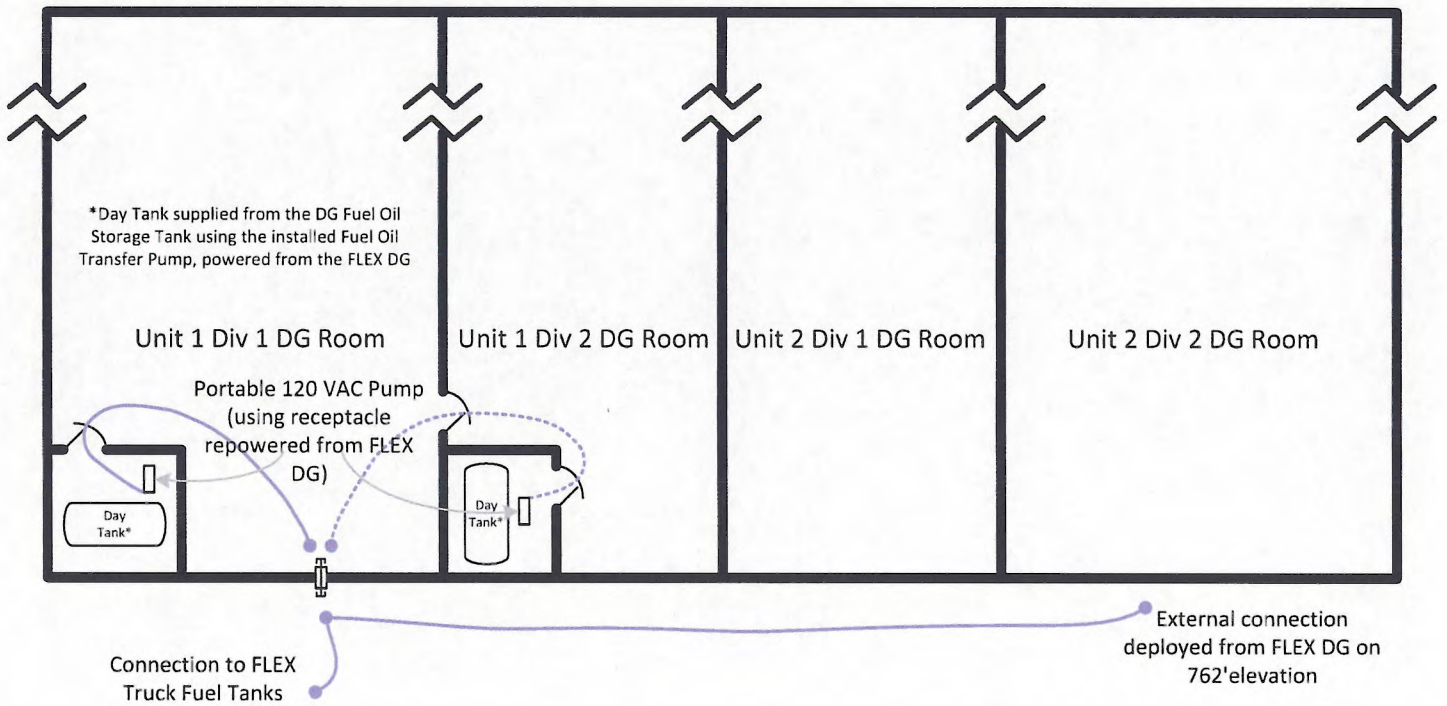 *Day Tank supplied from the DG Fuel Oil
Storage Tank using the installed Fuel Oil
Transfer Pump, powered from the FLEX DG
Unit 1 Div 1 DG Room
Unit 1 Div 2 DG Room
Unit 2 Div 1 DG Room
Unit 2 Div 2 DG Room
Portable 120 VAC Pump
(using receptacle
repowered from FLEX
DG)
Day
Tank*
Day
Tank*
Connection to FLEX
Truck Fuel Tanks
External connection
deployed from FLEX DG on
762'elevation